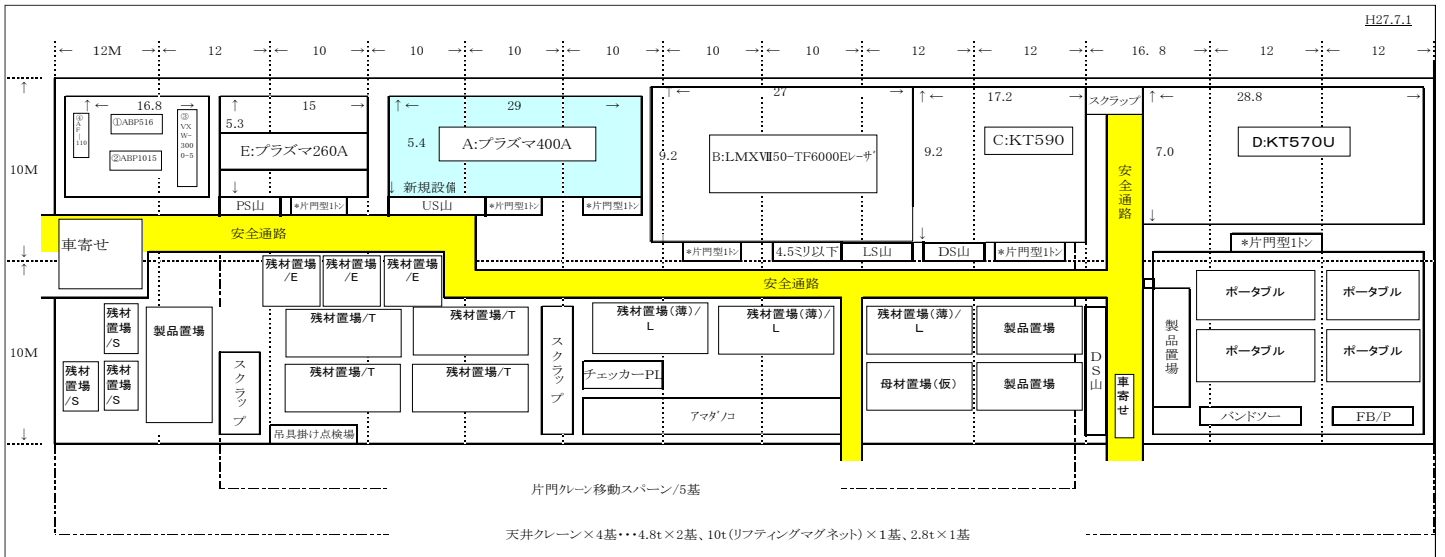 H27.7.1
← 12M →
← 12 →
← 10 →
← 10 →
← 10 →
← 10 →
← 10 →
← 10 →
← 12 →
← 12 →
← 16. 8 →
← 12 →
← 12 →
↑
10M
↓
↑
10M
↓
← 16.8 →
④AF-110
①ABP516
②ABP1015
③VXW-3000-5
↑ 15
5.3
E:プラズマ260A
↓
↑ ← 29 →
5.4
A:プラズマ400A
↓ 新規設備
↑ ← 27 →
9.2
B:LMXⅦ50-TF6000Eレーザ
↑ ← 17.2 →
9.2
C:KT590
↓
スクラップ
↑ ← 28.8 →
7.0
D:KT570U
↓
PS山
*片門型1トン
US山
*片門型1トン
*片門型1トン
*片門型1トン
4.5ミリ以下
LS山
DS山
*片門型1トン
*片門型1トン
車寄せ
安全通路
安全通路
安全通路
残材置場/E
残材置場/E
残材置場/E
残材置場/S
残材置場/S
残材置場/S
製品置場
スクラップ
残材置場/T
残材置場/T
残材置場/T
残材置場/T
吊具掛け点検場
スクラップ
残材置場(薄)/L
残材置場(薄)/L
チェッカーPL
アマダノコ
残材置場(薄)/L
製品置場
母材置場(仮)
製品置場
DS山
車寄せ
製品置場
ポータブル
ポータブル
ポータブル
ポータブル
バンドソー
FB/P
片門クレーン移動スパーン/5基
天井クレーン×4基・・・4.8t×2基、10t(リフティングマグネット)×1基、2.8t×1基